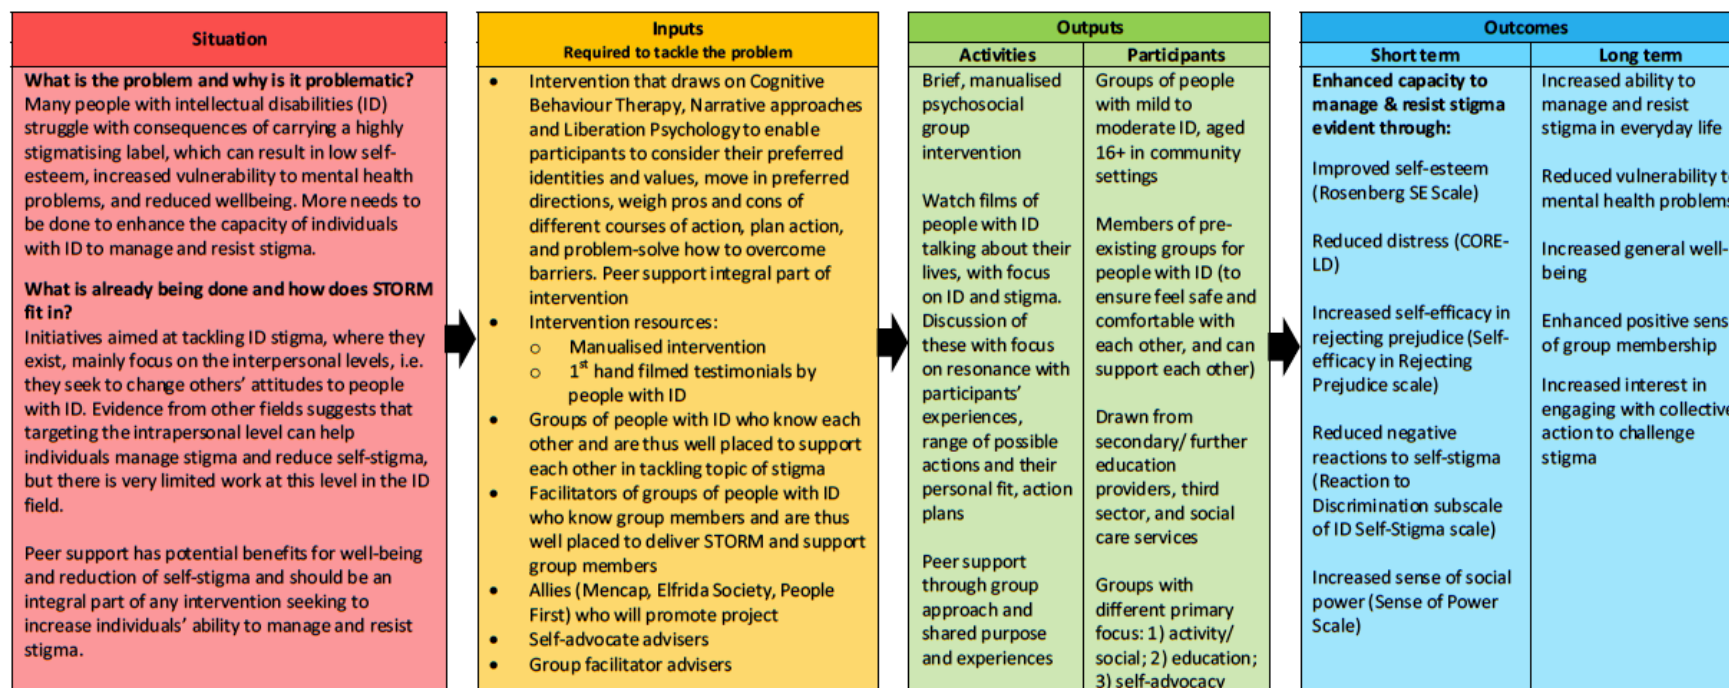 Situation
What is the problem and why is it problematic?
Many people with intellectual disabilities (ID)
struggle with consequences of carrying a highly
stigmatising label, which can result in low self-
esteem, increased vulnerability to mental health
problems, and reduced wellbeing. More needs to
be done to enhance the capacity of individuals
with ID to manage and resist stigma.
What is already being done and how does STORM
fit in?
Initiatives aimed at tackling ID stigma, where they
exist, mainly focus on the interpersonal levels, i.e.
they seek to change others' attitudes to people
with ID. Evidence from other fields suggests that
targeting the intrapersonal level can help
individuals manage stigma and reduce self-stigma,
but there is very limited work at this level in the ID
field.
Peer support has potential benefits for well-being
and reduction of self-stigma and should be an
integral part of any intervention seeking to
increase individuals' ability to manage and resist
stigma.
Inputs
Required to tackle the problem
• Intervention that draws on Cognitive
Behaviour Therapy, Narrative approaches
and Liberation Psychology to enable
participants to consider their preferred
identities and values, move in preferred
directions, weigh pros and cons of
different courses of action, plan action,
and problem-solve how to overcome
barriers. Peer support integral part of
intervention
• Intervention resources:
o Manualised intervention
o 1st hand filmed testimonials by
people with ID
• Groups of people with ID who know each
other and are thus well placed to support
each other in tackling topic of stigma
• Facilitators of groups of people with ID
who know group members and are thus
well placed to deliver STORM and support
group members
• Allies (Mencap, Elfrida Society, People
First) who will promote project
• Self-advocate advisers
• Group facilitator advisers
Outputs
Activities
Brief, manualised
psychosocial
group
intervention
Watch films of
people with ID
talking about their
lives, with focus
on ID and stigma.
Discussion of
these with focus
on resonance with
participants'
experiences,
range of possible
actions and their
personal fit, action
plans
Peer support
through group
approach and
shared purpose
and experiences
Participants
Groups of people
with mild to
moderate ID, aged
16+ in community
settings
Members of pre-
existing groups for
people with ID (to
ensure feel safe and
comfortable with
each other, and can
support each other)
Drawn from
secondary/ further
education
providers, third
sector, and social
care services
Groups with
different primary
focus: 1) activity/
social; 2) education;
3) self-advocacy
Outcomes
Short term
Enhanced capacity to
manage & resist stigma
evident through:
Improved self-esteem
(Rosenberg SE Scale)
Reduced distress (CORE-
LD)
Increased self-efficacy in
rejecting prejudice (Self-
efficacy in Rejecting
Prejudice scale)
Reduced negative
reactions to self-stigma
(Reaction to
Discrimination subscale
of ID Self-Stigma scale)
Increased sense of social
power (Sense of Power
Scale)
Long term
Increased ability to
manage and resist
stigma in everyday life
Reduced vulnerability
mental health problems
Increased general well-
being
Enhanced positive
of group membership
Increased interest in
engaging with
action to challenge
stigma